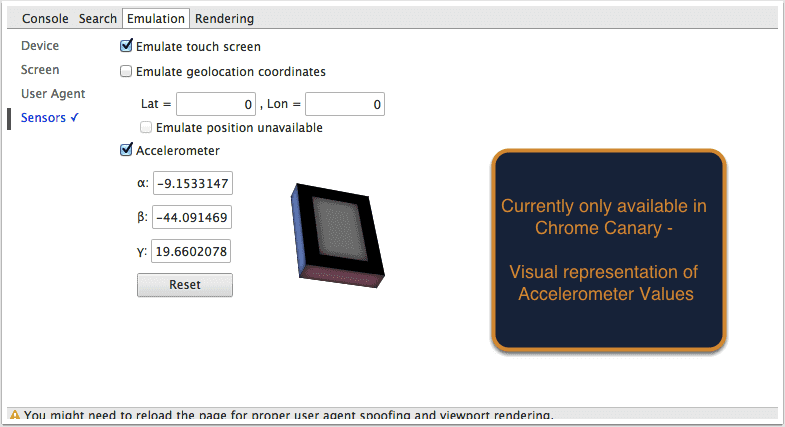 Console Search Emulation Rendering
Device
Screen
User Agent
Sensors ✓
Emulate touch screen
Emulate geolocation coordinates
Lat = 0 , Lon = 0
Emulate position unavailable
Accelerometer
α: -9.1533147
β: -44.091469
γ: 19.6602078
Reset
Currently only available in
Chrome Canary -
Visual representation of
Accelerometer Values
You might need to reload the page for proper user agent spoofing and viewport rendering.